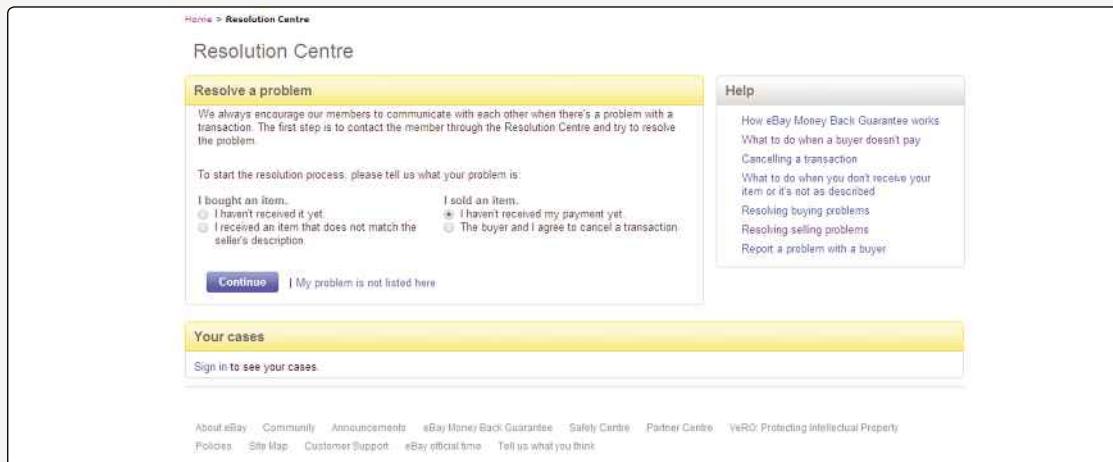 Home > Resolution Centre
Resolution Centre
Resolve a problem
We always encourage our members to communicate with each other when there's a problem with a
transaction. The first step is to contact the member through the Resolution Centre and try to resolve
the problem.
To start the resolution process, please tell us what your problem is:
I bought an item.
I haven't received it yet.
I received an item that does not match the
seller's description.
I sold an item.
I haven't received my payment yet.
The buyer and I agree to cancel a transaction
Continue | My problem is not listed here
Help
How eBay Money Back Guarantee works
What to do when a buyer doesn't pay
Cancelling a transaction
What to do when you don't receive your
item or it's not as described
Resolving buying problems
Resolving selling problems
Report a problem with a buyer
Your cases
Sign in to see your cases.
About eBay Community Announcements eBay Money Back Guarantee Safety Centre Partner Centre VeRO: Protecting Intellectual Property
Policies Site Map Customer Support eBay official time Tell us what you think